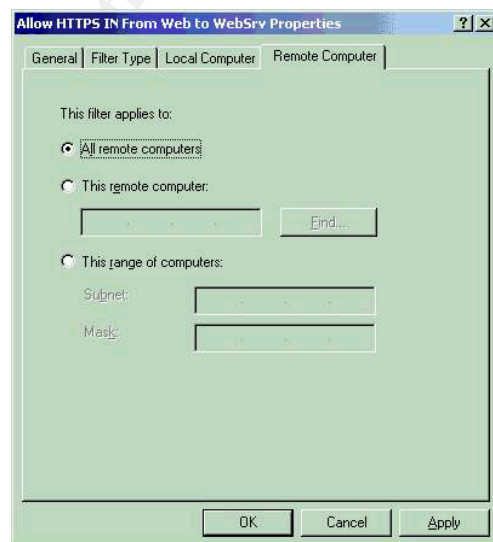 Allow HTTPS IN From Web to WebSrv Properties
General Filter Type Local Computer Remote Computer
This filter applies to:
All remote computers
This remote computer:
Find...
This range of computers:
Subnet:
Mask:
OK Cancel Apply